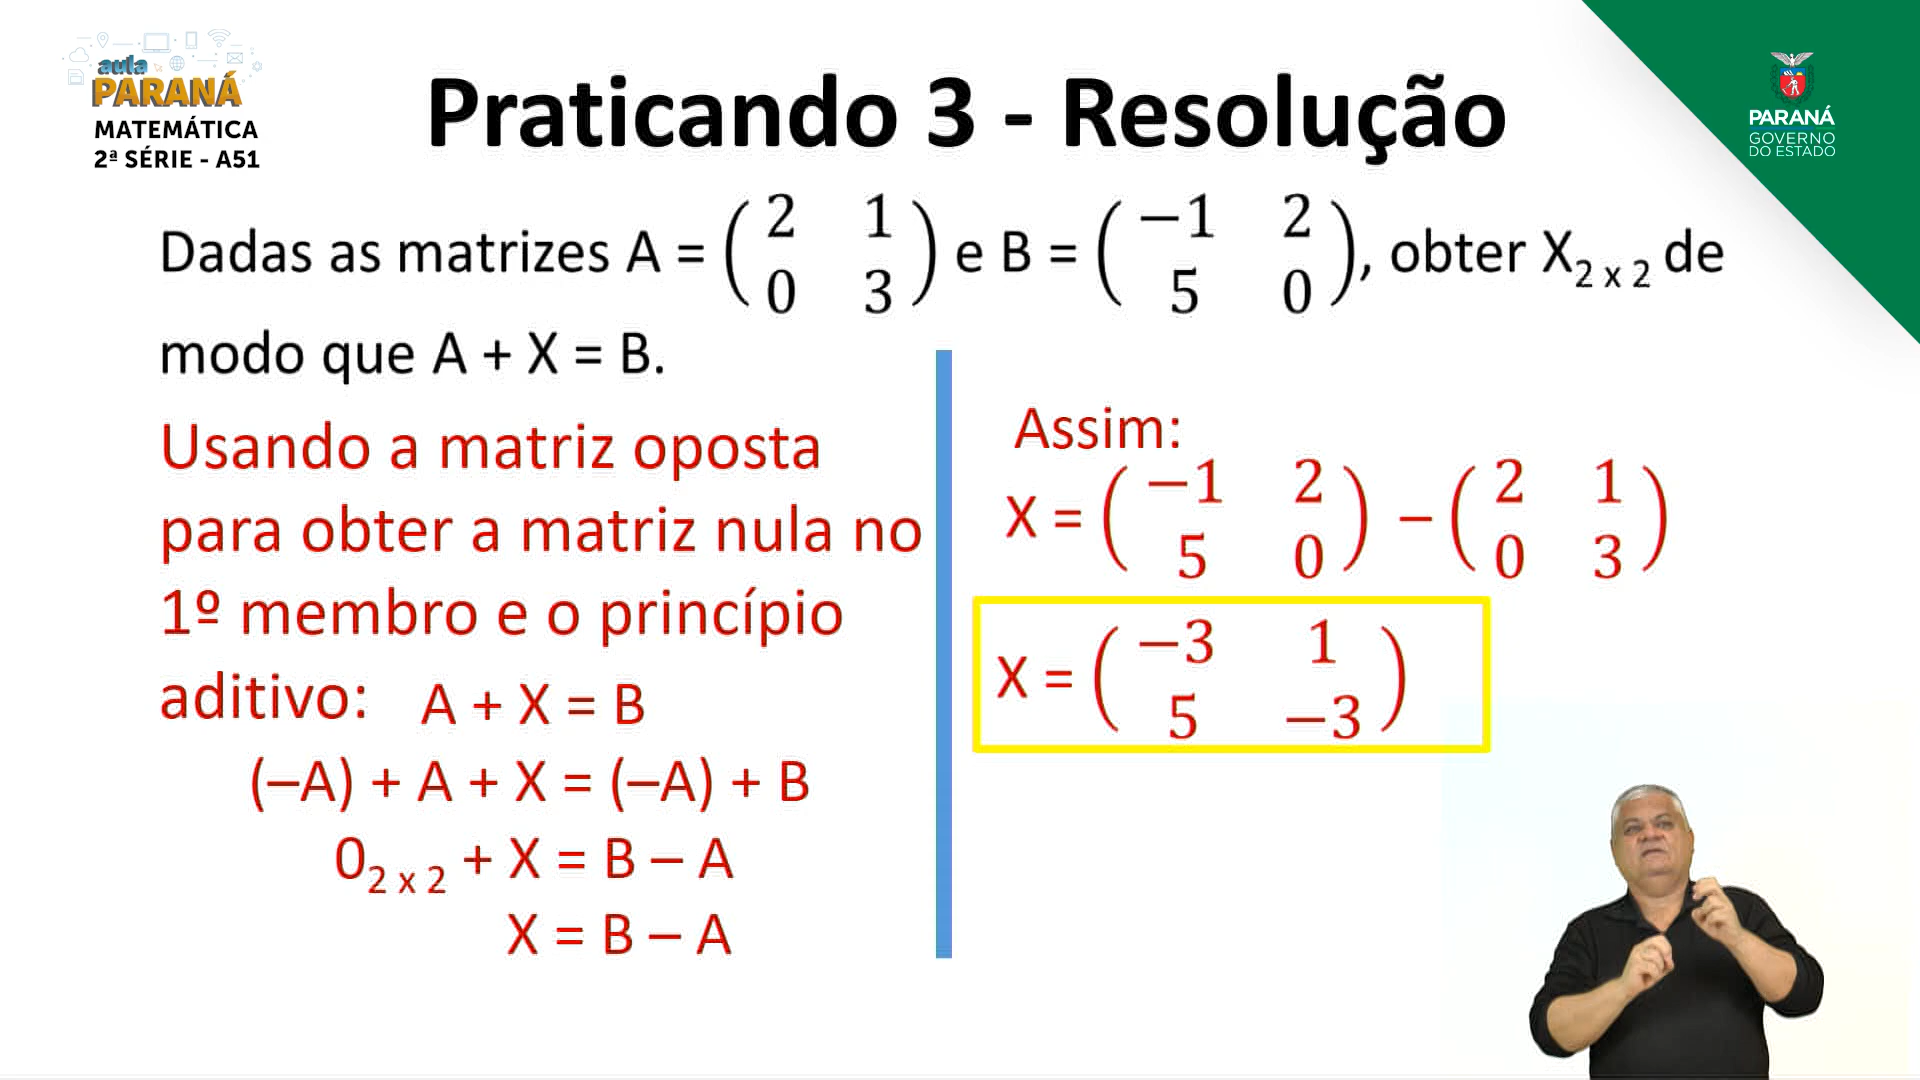 aula
PARANÁ
MATEMÁTICA
2ª SÉRIE - A51
Praticando 3 - Resolução
PARANÁ
GOVERNO
DO ESTADO
Dadas as matrizes A = ( 2 1 ; 0 3 ) e B = ( −1 2 ; 5 0 ), obter X₂ ₓ ₂ de
modo que A + X = B.
Usando a matriz oposta
para obter a matriz nula no
1º membro e o princípio
aditivo: A + X = B
(–A) + A + X = (–A) + B
0₂ ₓ ₂ + X = B – A
X = B – A
Assim:
X = ( −1 2 ; 5 0 ) – ( 2 1 ; 0 3 )
X = ( −3 1 ; 5 −3 )